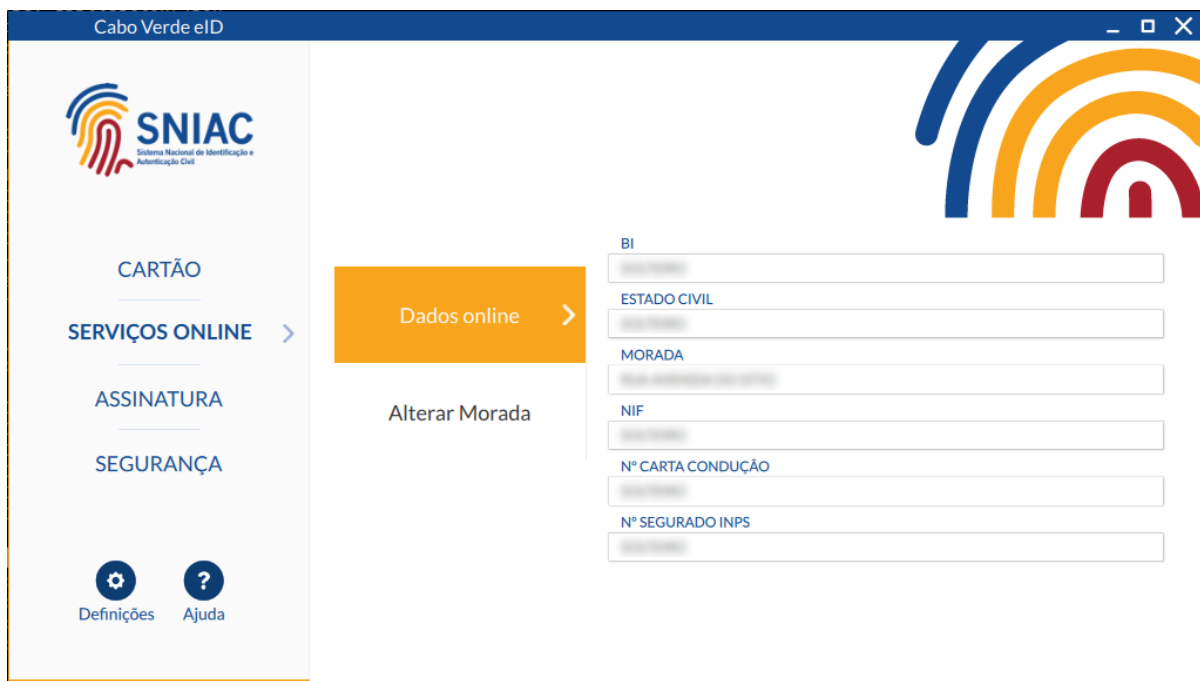 Cabo Verde eID
SNIAC
Sistema Nacional de Identificação e
Autenticação Civil
CARTÃO
SERVIÇOS ONLINE
ASSINATURA
SEGURANÇA
Definições
Ajuda
Dados online
Alterar Morada
BI
ESTADO CIVIL
MORADA
NIF
Nº CARTA CONDUÇÃO
Nº SEGURADO INPS